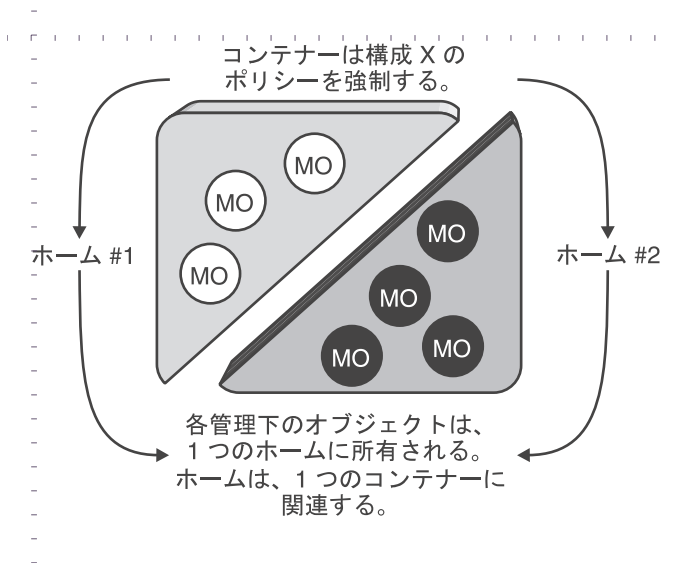 コンテナーは構成 X の
ポリシーを強制する。
MO
MO
MO
ホーム #1
ホーム #2
MO
MO
MO
MO
各管理下のオブジェクトは、
1 つのホームに所有される。
ホームは、1 つのコンテナーに
関連する。